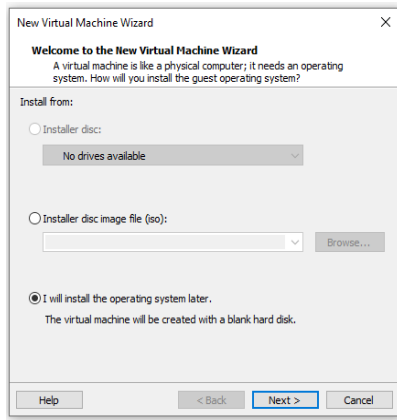 New Virtual Machine Wizard
Welcome to the New Virtual Machine Wizard
A virtual machine is like a physical computer; it needs an operating
system. How will you install the guest operating system?
Install from:
Installer disc:
No drives available
Installer disc image file (iso):
Browse...
I will install the operating system later.
The virtual machine will be created with a blank hard disk.
Help < Back Next > Cancel